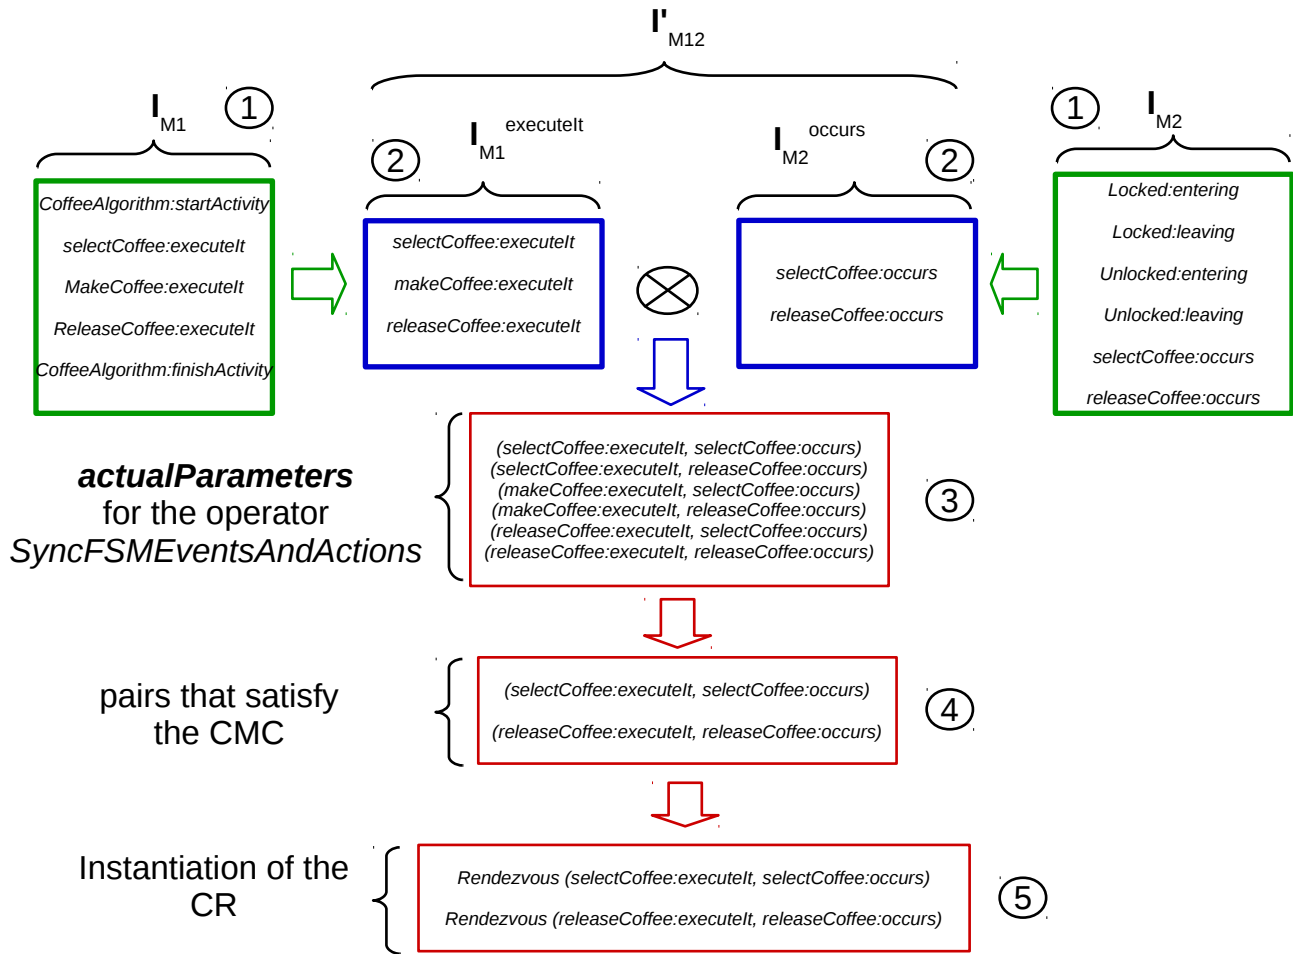 I'M12
IM1
1
1
IM2
2
IM1executeIt
IM2occurs
2
CoffeeAlgorithm:startActivity
selectCoffee:executeIt
MakeCoffee:executeIt
ReleaseCoffee:executeIt
CoffeeAlgorithm:finishActivity
selectCoffee:executeIt
makeCoffee:executeIt
releaseCoffee:executeIt
selectCoffee:occurs
releaseCoffee:occurs
Locked:entering
Locked:leaving
Unlocked:entering
Unlocked:leaving
selectCoffee:occurs
releaseCoffee:occurs
actualParameters
for the operator
SyncFSMEventsAndActions
(selectCoffee:executeIt, selectCoffee:occurs)
(selectCoffee:executeIt, releaseCoffee:occurs)
(makeCoffee:executeIt, selectCoffee:occurs)
(makeCoffee:executeIt, releaseCoffee:occurs)
(releaseCoffee:executeIt, selectCoffee:occurs)
(releaseCoffee:executeIt, releaseCoffee:occurs)
3
pairs that satisfy
the CMC
(selectCoffee:executeIt, selectCoffee:occurs)
(releaseCoffee:executeIt, releaseCoffee:occurs)
4
Instantiation of the
CR
Rendezvous (selectCoffee:executeIt, selectCoffee:occurs)
Rendezvous (releaseCoffee:executeIt, releaseCoffee:occurs)
5